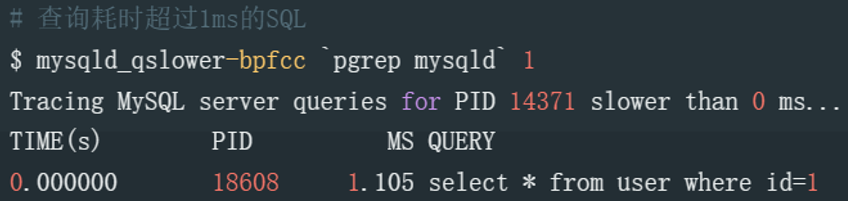 # 查询耗时超过1ms的SQL
$ mysqld_qslower-bpfcc `pgrep mysqld` 1
Tracing MySQL server queries for PID 14371 slower than 0 ms...
TIME(s) PID MS QUERY
0.000000 18608 1.105 select * from user where id=1